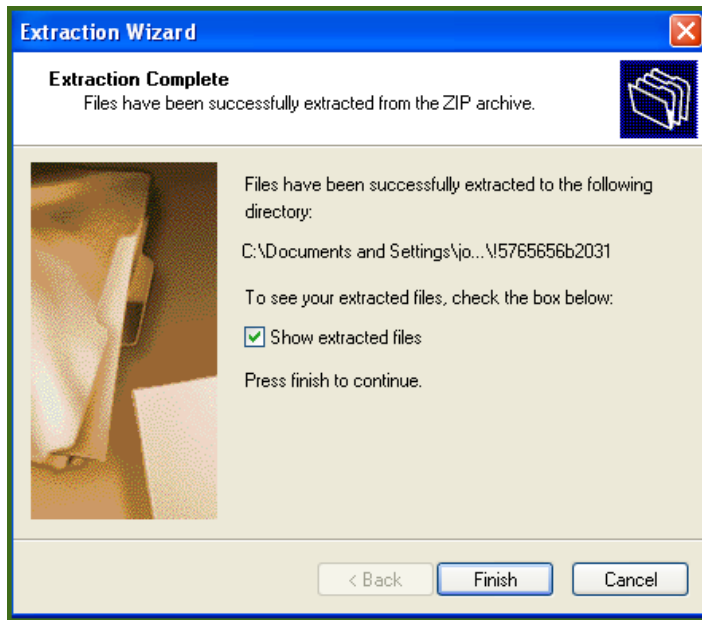 Extraction Wizard
Extraction Complete
Files have been successfully extracted from the ZIP archive.
Files have been successfully extracted to the following
directory:
C:\Documents and Settings\jo...\!5765656b2031
To see your extracted files, check the box below:
Show extracted files
Press finish to continue.
< Back Finish Cancel